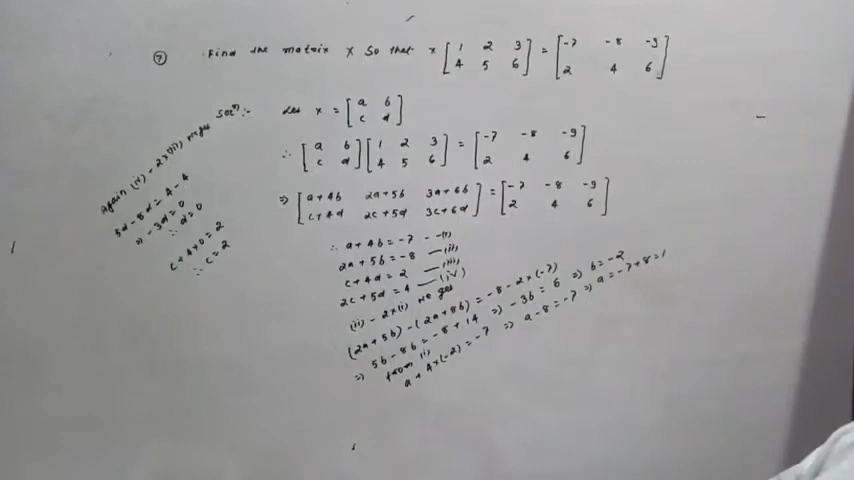 (7) Find the matrix X so that X [1 2 3 = [-7 -8 -9
4 5 6] 2 4 6]
Solⁿ:- Let X = [a b
c d]
∴ [a b [1 2 3 = [-7 -8 -9
c d] 4 5 6] 2 4 6]
⇒ [a+4b 2a+5b 3a+6b = [-7 -8 -9
c+4d 2c+5d 3c+6d] 2 4 6]
∴ a+4b = -7 -(i)
2a+5b = -8 -(ii)
c+4d = 2 -(iii)
2c+5d = 4 -(iv)
(ii) - 2×(i) we get
(2a+5b) - (2a+8b) = -8-2×(-7)
⇒ 5b-8b = -8+14 ⇒ -3b = 6 ⇒ b = -2
from (i)
a+4×(-2) = -7 ⇒ a-8 = -7 ⇒ a = -7+8 = 1
Again (iv) - 2×(iii) we get
5d-8d = 4-4
⇒ -3d = 0
∴ d = 0
c+4×0 = 2
∴ c = 2